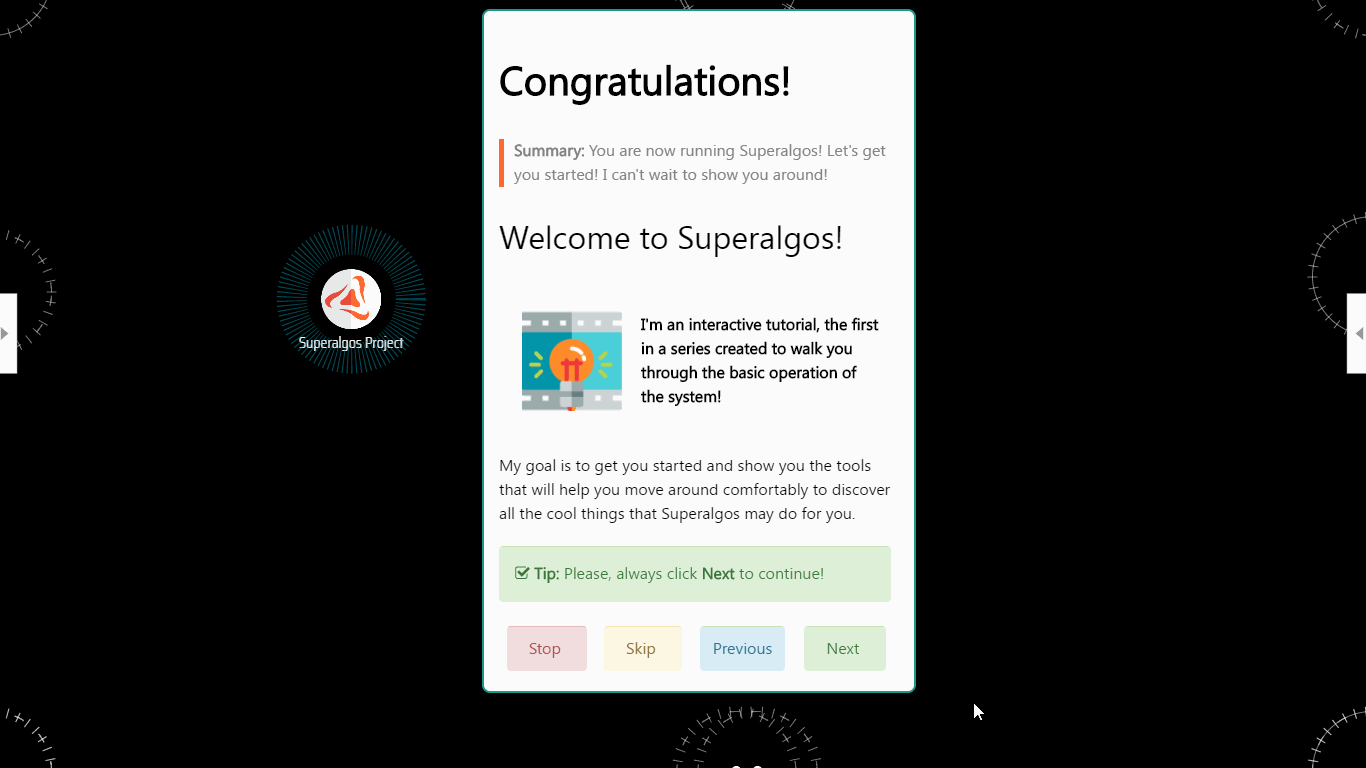 Congratulations!
Summary: You are now running Superalgos! Let's get
you started! I can't wait to show you around!
Welcome to Superalgos!
I'm an interactive tutorial, the first
in a series created to walk you
through the basic operation of
the system!
Superalgos Project
My goal is to get you started and show you the tools
that will help you move around comfortably to discover
all the cool things that Superalgos may do for you.
Tip: Please, always click Next to continue!
Stop
Skip
Previous
Next